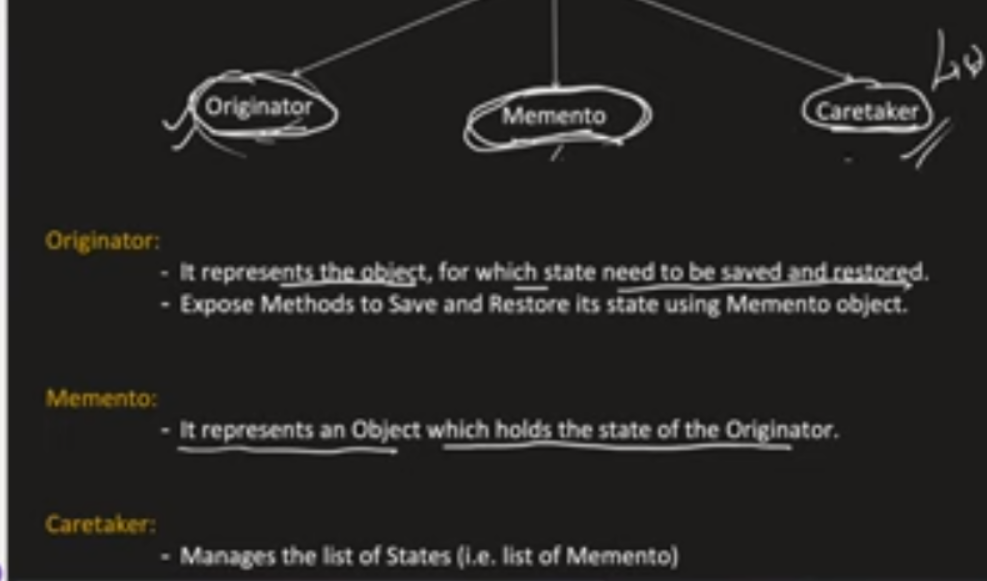 Originator
Memento
Caretaker
Originator:
- It represents the object, for which state need to be saved and restored.
- Expose Methods to Save and Restore its state using Memento object.
Memento:
- It represents an Object which holds the state of the Originator.
Caretaker:
- Manages the list of States (i.e. list of Memento)